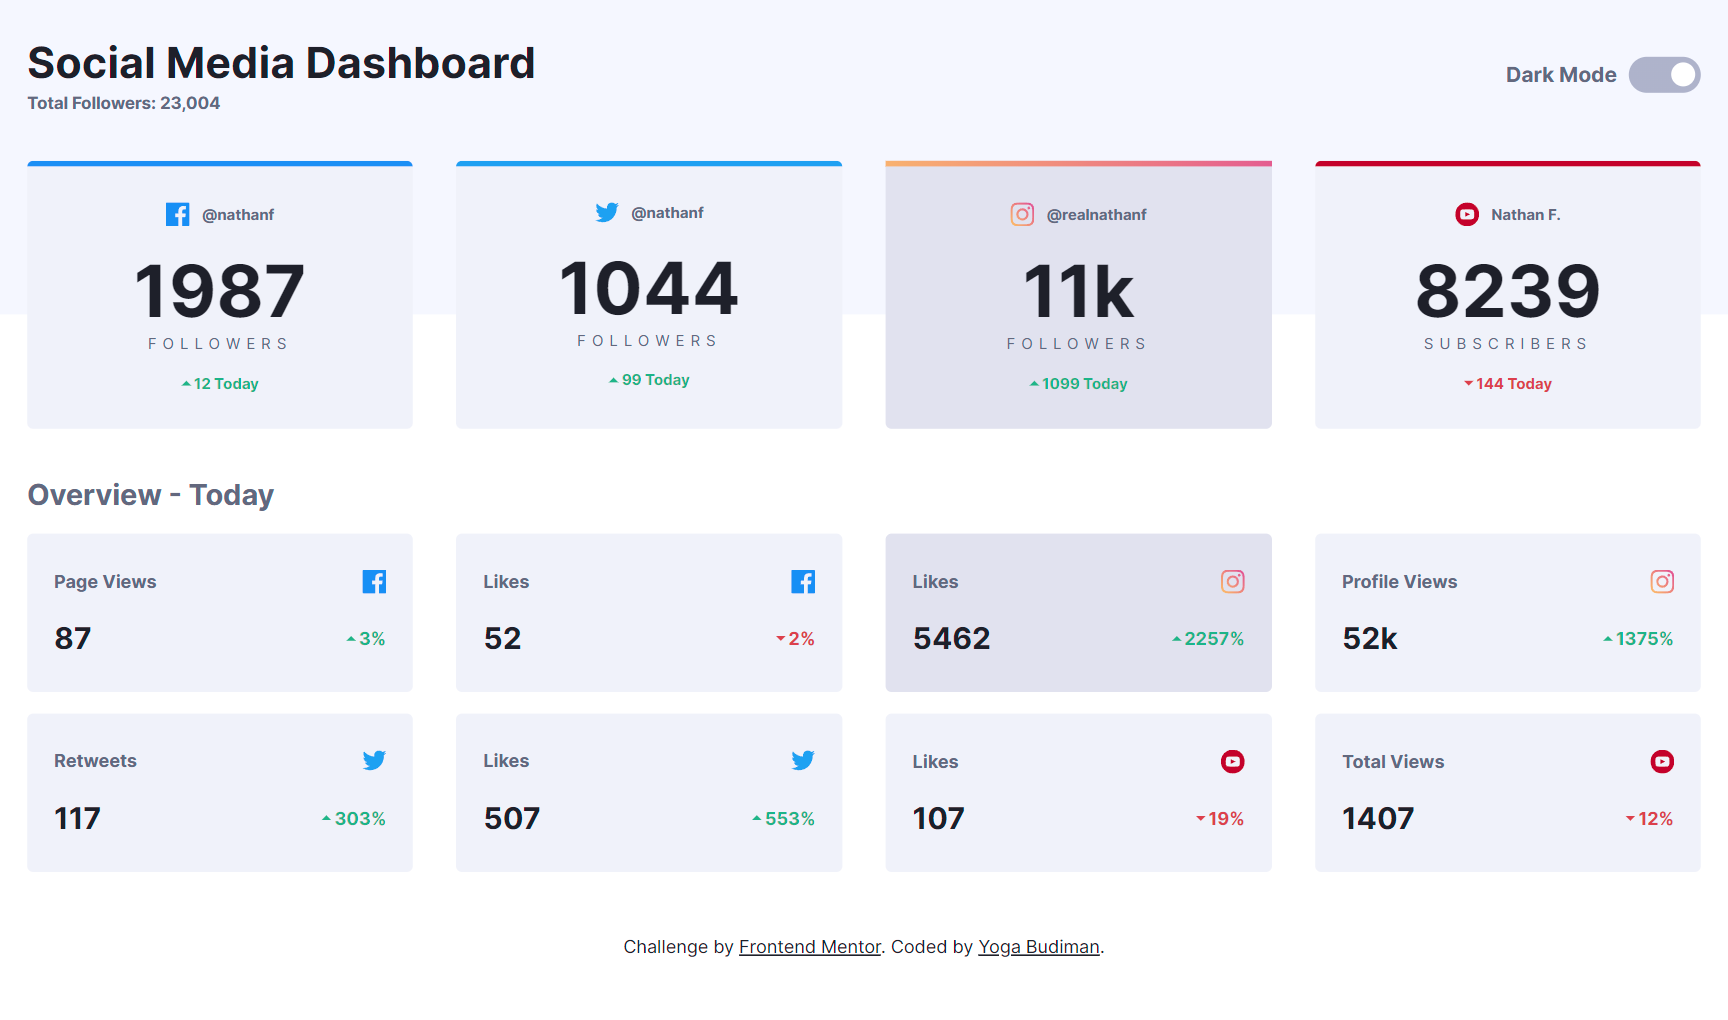 Social Media Dashboard
Total Followers: 23,004
Dark Mode
@nathanf
1987
FOLLOWERS
12 Today
@nathanf
1044
FOLLOWERS
99 Today
@realnathanf
11k
FOLLOWERS
1099 Today
Nathan F.
8239
SUBSCRIBERS
144 Today
Overview - Today
Page Views
87
3%
Likes
52
2%
Likes
5462
2257%
Profile Views
52k
1375%
Retweets
117
303%
Likes
507
553%
Likes
107
19%
Total Views
1407
12%
Challenge by Frontend Mentor. Coded by Yoga Budiman.